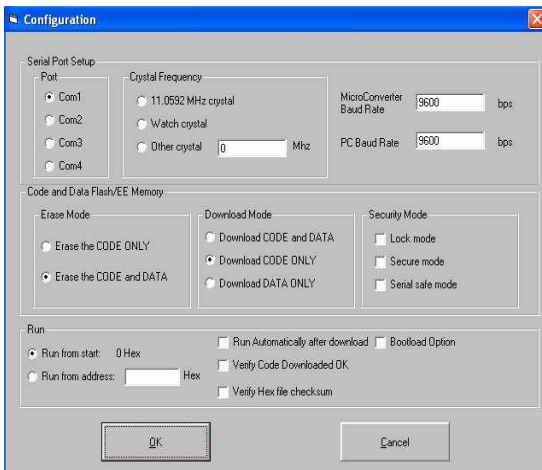 Configuration
Serial Port Setup
Port
Com1
Com2
Com3
Com4
Crystal Frequency
11.0592 MHz crystal
Watch crystal
Other crystal 0 Mhz
MicroConverter
Baud Rate 9600 bps
PC Baud Rate 9600 bps
Code and Data Flash/EE Memory
Erase Mode
Erase the CODE ONLY
Erase the CODE and DATA
Download Mode
Download CODE and DATA
Download CODE ONLY
Download DATA ONLY
Security Mode
Lock mode
Secure mode
Serial safe mode
Run
Run from start: 0 Hex
Run from address: Hex
Run Automatically after download Bootload Option
Verify Code Downloaded OK
Verify Hex file checksum
OK Cancel